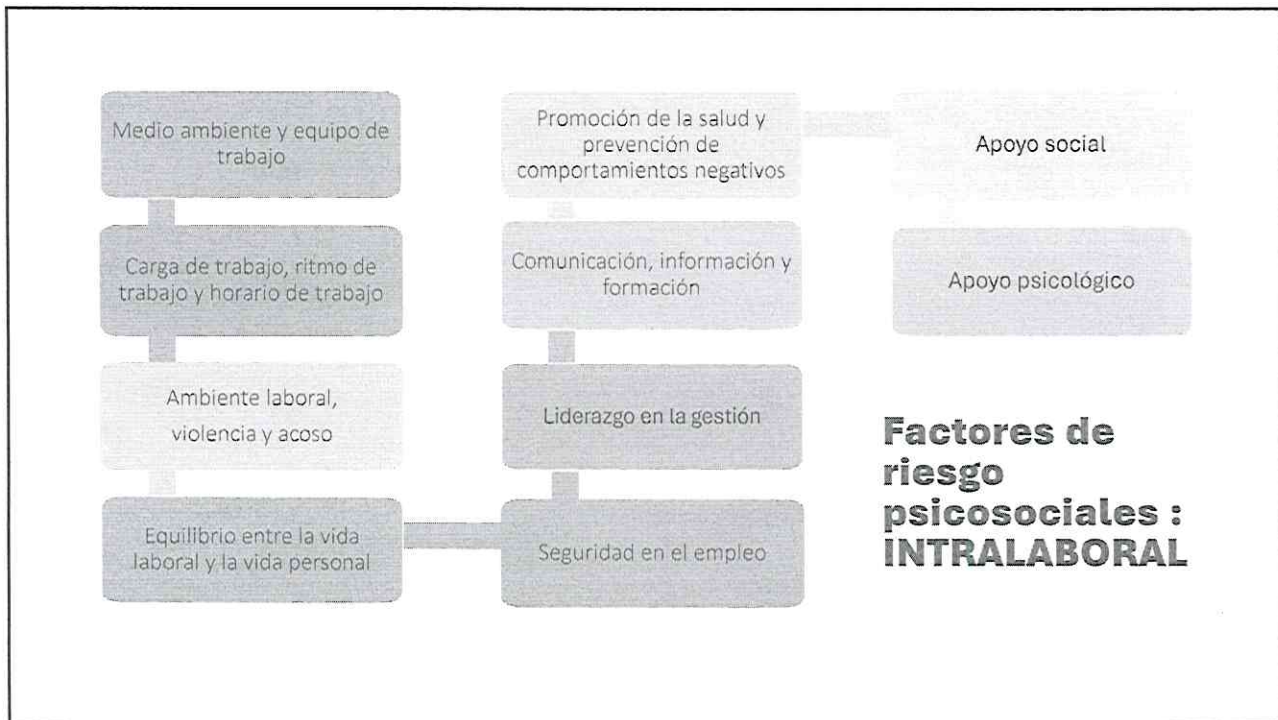 Medio ambiente y equipo de
trabajo
Carga de trabajo, ritmo de
trabajo y horario de trabajo
Ambiente laboral,
violencia y acoso
Equilibrio entre la vida
laboral y la vida personal
Seguridad en el empleo
Liderazgo en la gestión
Comunicación, información y
formación
Promoción de la salud y
prevención de
comportamientos negativos
Apoyo social
Apoyo psicológico
Factores de
riesgo
psicosociales :
INTRALABORAL